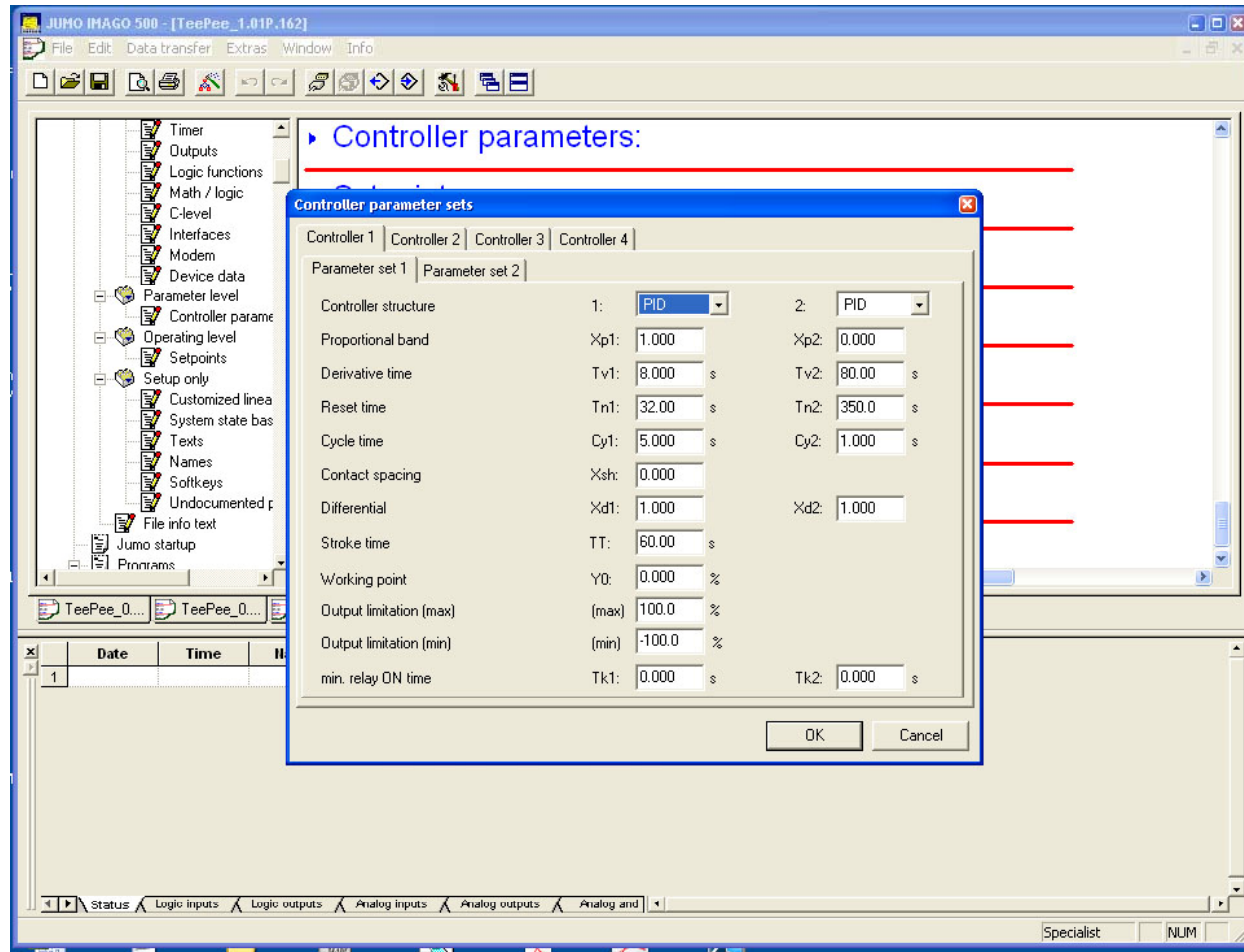 JUMO IMAGO 500 - [TeePee_1.01P.162]
File Edit Data transfer Extras Window Info
Timer
Outputs
Logic functions
Math / logic
C-level
Interfaces
Modem
Device data
Parameter level
Controller parame
Operating level
Setpoints
Setup only
Customized linea
System state bas
Texts
Names
Softkeys
Undocumented p
File info text
Jumo startup
Programs
Controller parameters:
Controller parameter sets
Controller 1 Controller 2 Controller 3 Controller 4
Parameter set 1 Parameter set 2
Controller structure 1: PID 2: PID
Proportional band Xp1: 1.000 Xp2: 0.000
Derivative time Tv1: 8.000 s Tv2: 80.00 s
Reset time Tn1: 32.00 s Tn2: 350.0 s
Cycle time Cy1: 5.000 s Cy2: 1.000 s
Contact spacing Xsh: 0.000
Differential Xd1: 1.000 Xd2: 1.000
Stroke time TT: 60.00 s
Working point Y0: 0.000 %
Output limitation (max) (max) 100.0 %
Output limitation (min) (min) -100.0 %
min. relay ON time Tk1: 0.000 s Tk2: 0.000 s
OK Cancel
TeePee_0.... TeePee_0....
Date Time
1
Status Logic inputs Logic outputs Analog inputs Analog outputs Analog and
Specialist NUM